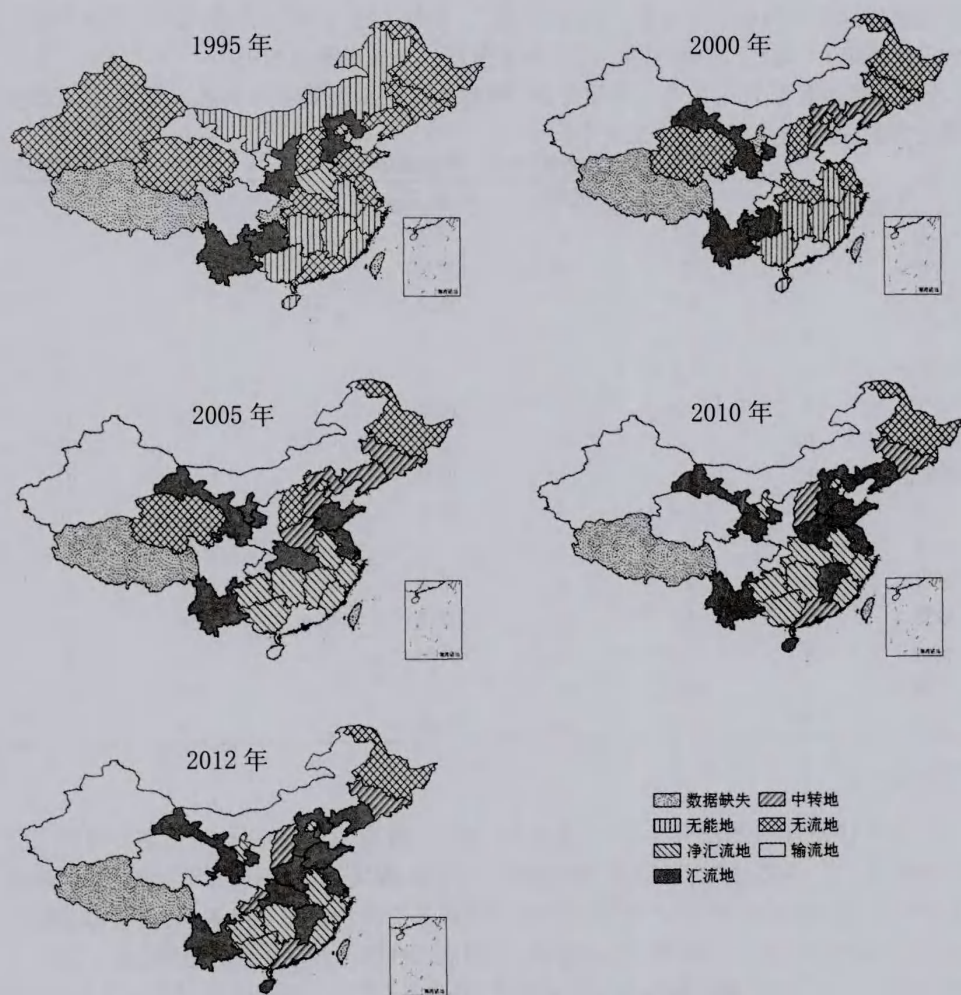 1995 年
2000 年
2005 年
2010 年
2012 年
数据缺失 中转地
无能地 无流地
净汇流地 输流地
汇流地